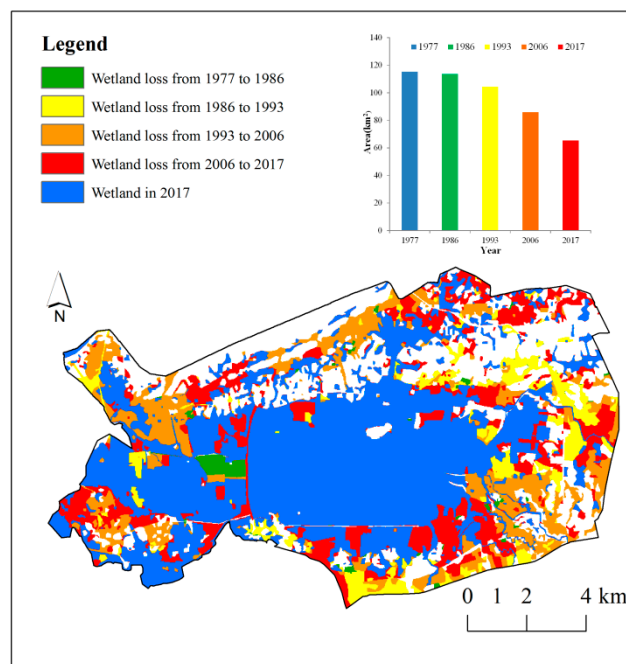 Legend
Wetland loss from 1977 to 1986
Wetland loss from 1986 to 1993
Wetland loss from 1993 to 2006
Wetland loss from 2006 to 2017
Wetland in 2017
1977 1986 1993 2006 2017
Area(km²)
140
120
100
80
60
40
20
0
1977 1986 1993 2006 2017
Year
N
0 1 2 4 km